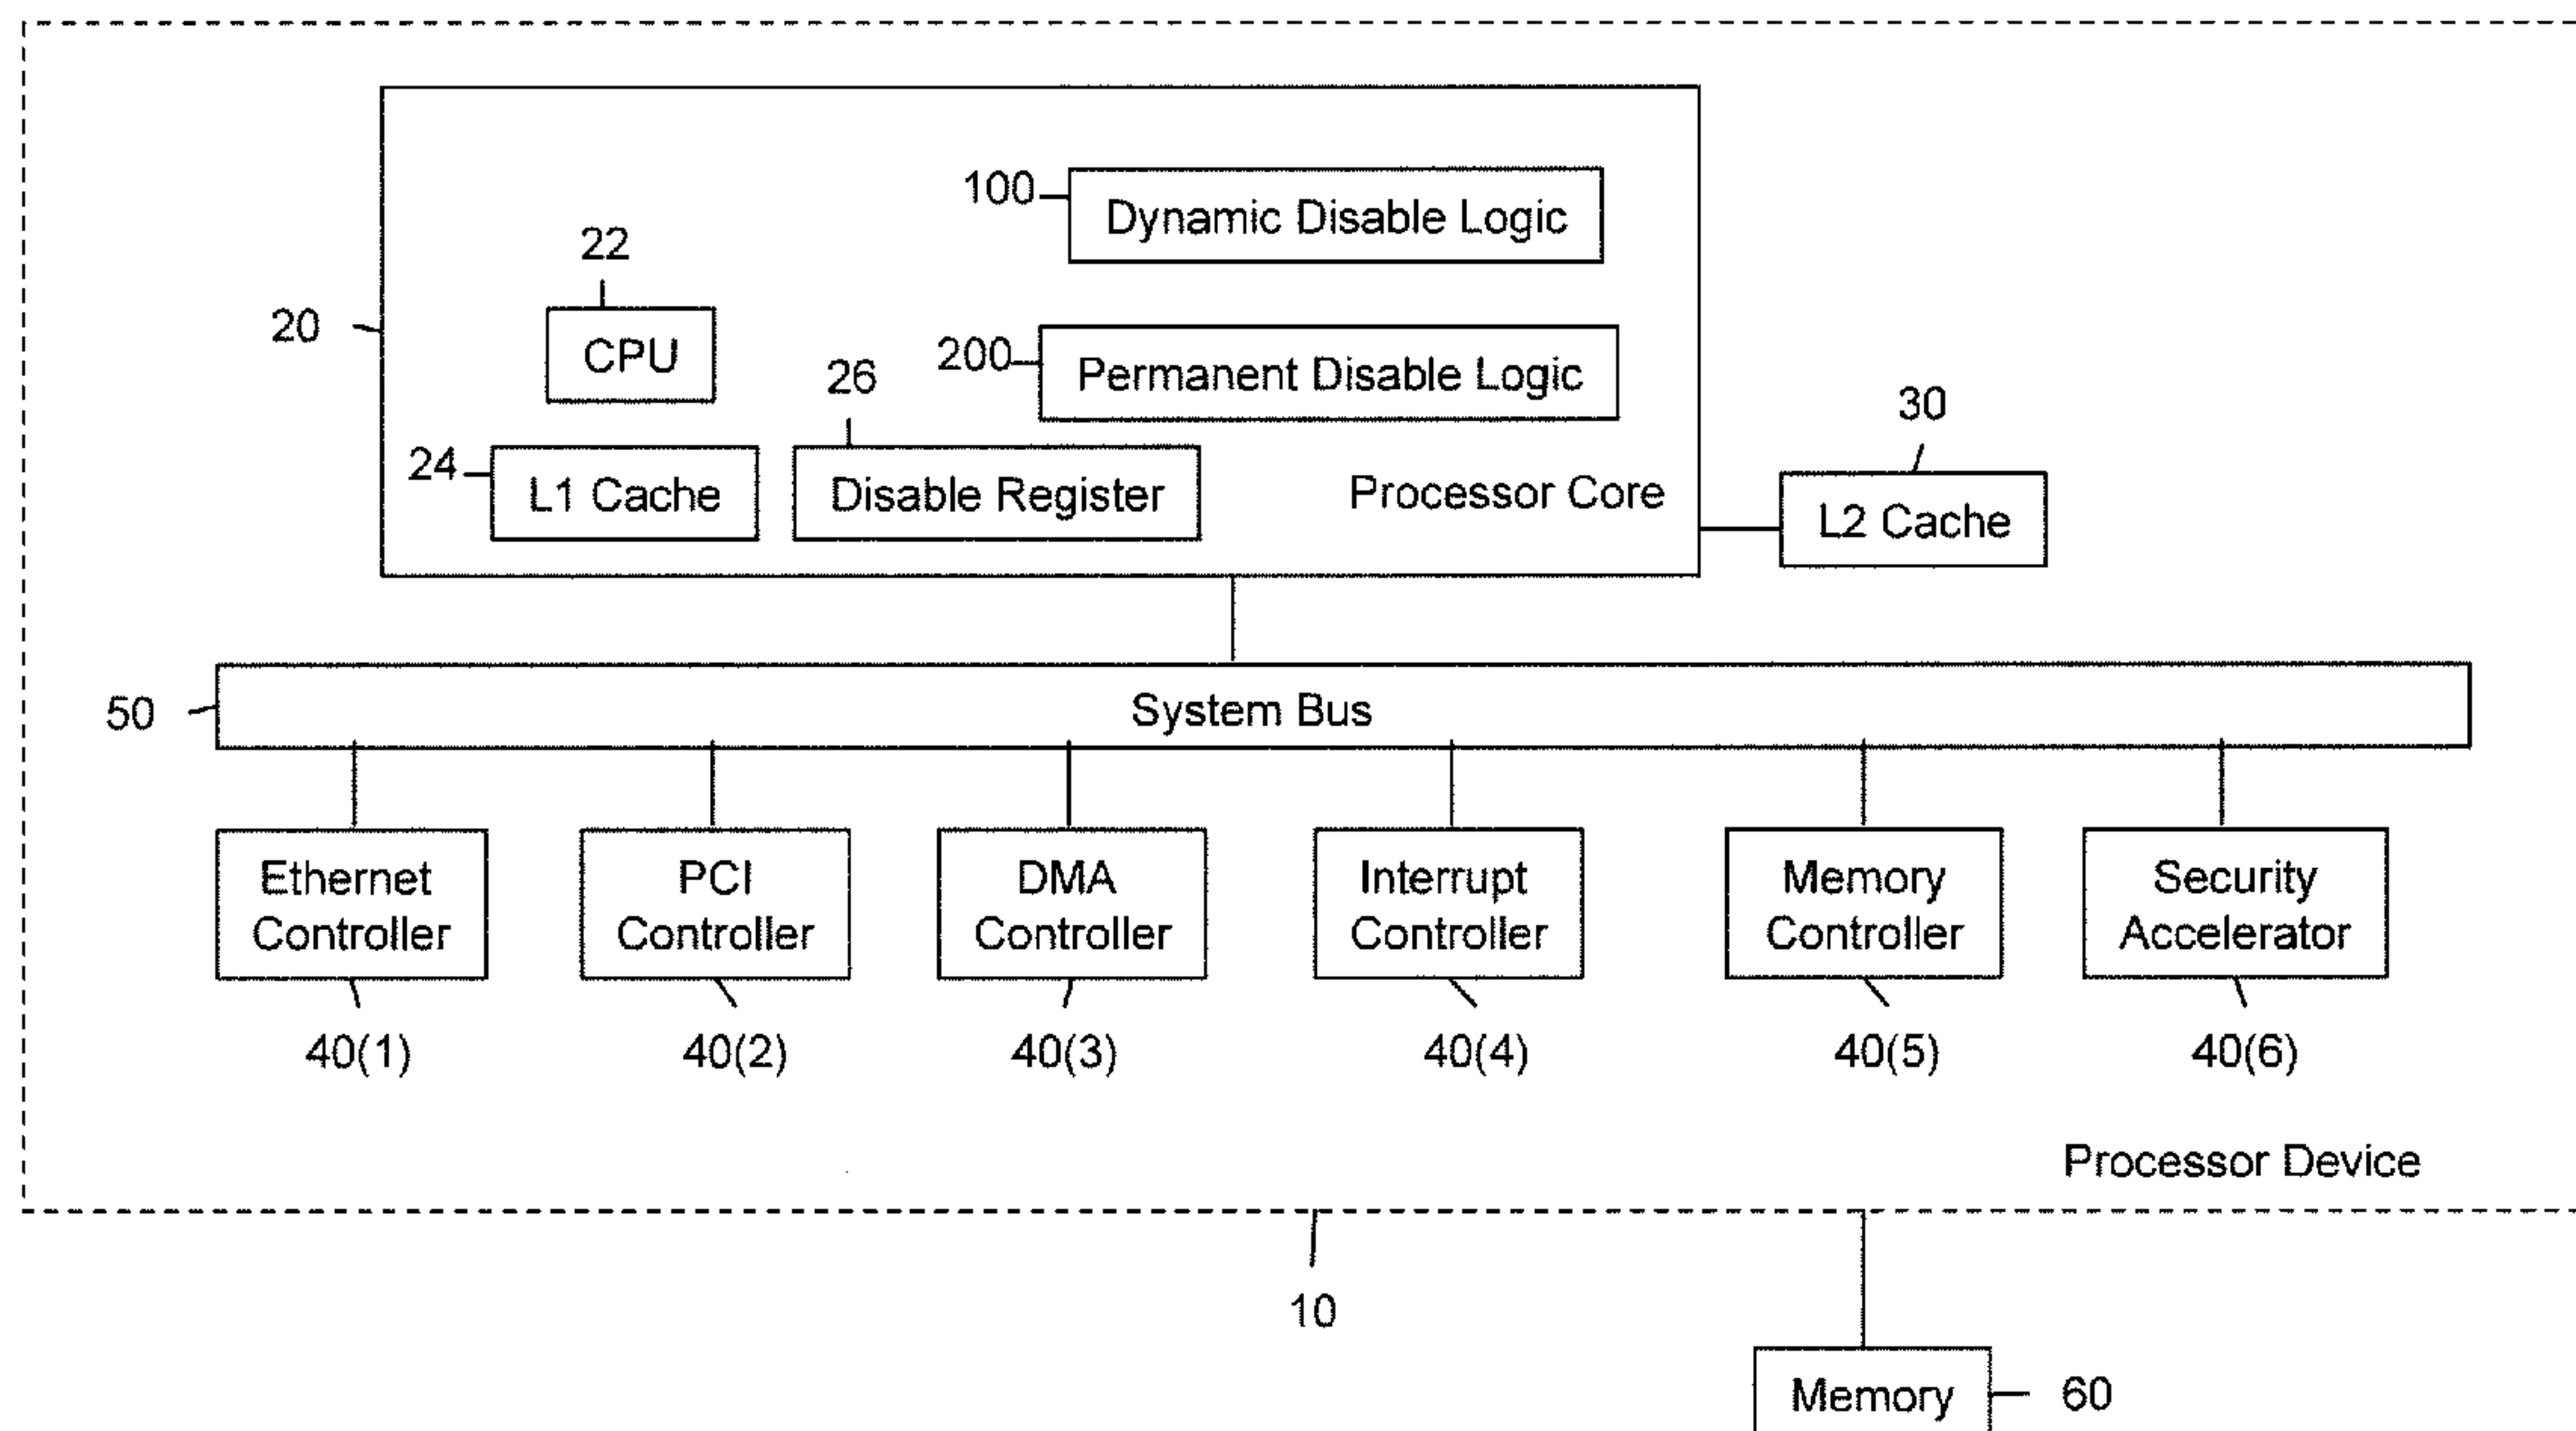 100
Dynamic Disable Logic
22
20
CPU
200
Permanent Disable Logic
26
30
24
L1 Cache
Disable Register
Processor Core
L2 Cache
50
System Bus
Ethernet
Controller
PCI
Controller
DMA
Controller
Interrupt
Controller
Memory
Controller
Security
Accelerator
40(1)
40(2)
40(3)
40(4)
40(5)
40(6)
Processor Device
10
Memory
60